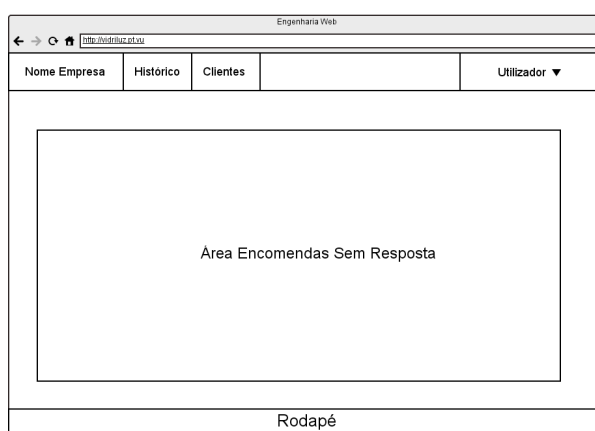 Engenharia Web
http://vidriluz.pt.vu
Nome Empresa Histórico Clientes Utilizador ▼
Área Encomendas Sem Resposta
Rodapé